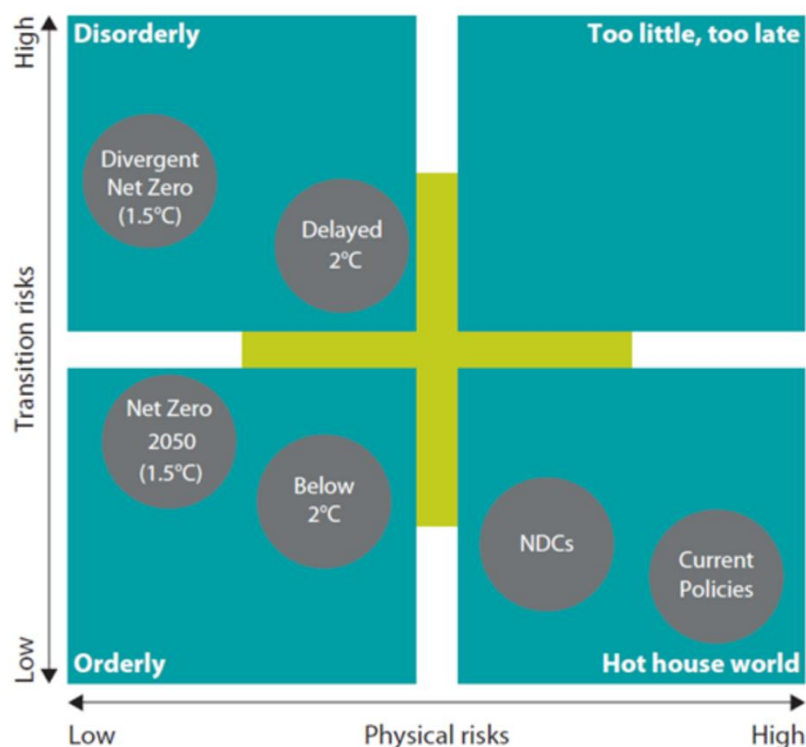 High
Transition risks
Low
Disorderly
Too little, too late
Divergent
Net Zero
(1.5°C)
Delayed
2°C
Net Zero
2050
(1.5°C)
Below
2°C
NDCs
Current
Policies
Orderly
Hot house world
Low
Physical risks
High